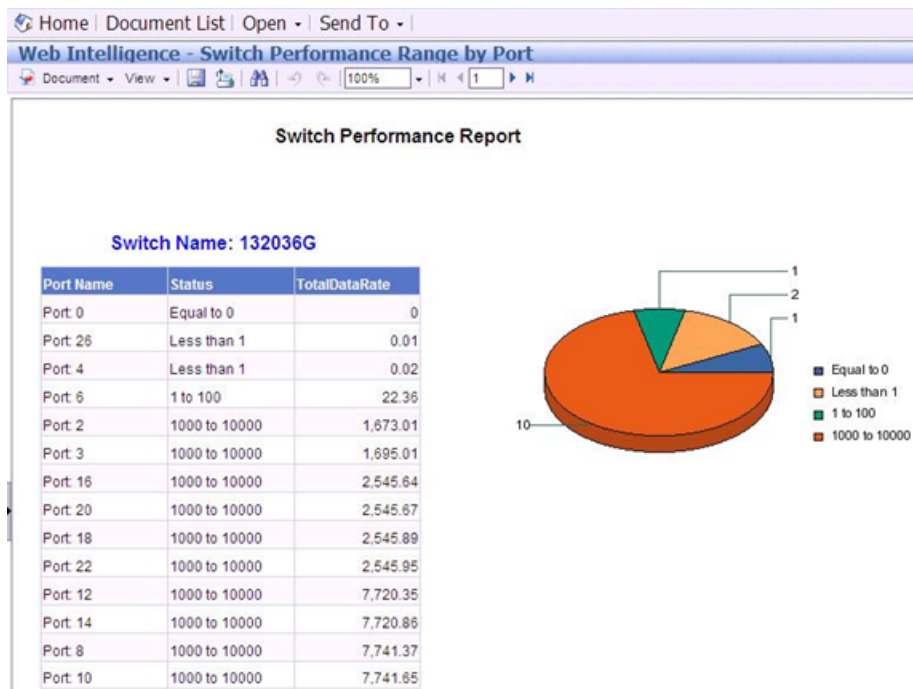 Home | Document List | Open | Send To |
Web Intelligence - Switch Performance Range by Port
Document View 100% 1
Switch Performance Report
Switch Name: 132036G
Port Name Status TotalDataRate
Port: 0 Equal to 0 0
Port: 26 Less than 1 0.01
Port: 4 Less than 1 0.02
Port: 6 1 to 100 22.36
Port: 2 1000 to 10000 1,673.01
Port: 3 1000 to 10000 1,695.01
Port: 16 1000 to 10000 2,545.64
Port: 20 1000 to 10000 2,545.67
Port: 18 1000 to 10000 2,545.89
Port: 22 1000 to 10000 2,545.95
Port: 12 1000 to 10000 7,720.35
Port: 14 1000 to 10000 7,720.86
Port: 8 1000 to 10000 7,741.37
Port: 10 1000 to 10000 7,741.65
1
2
1
10
Equal to 0
Less than 1
1 to 100
1000 to 10000